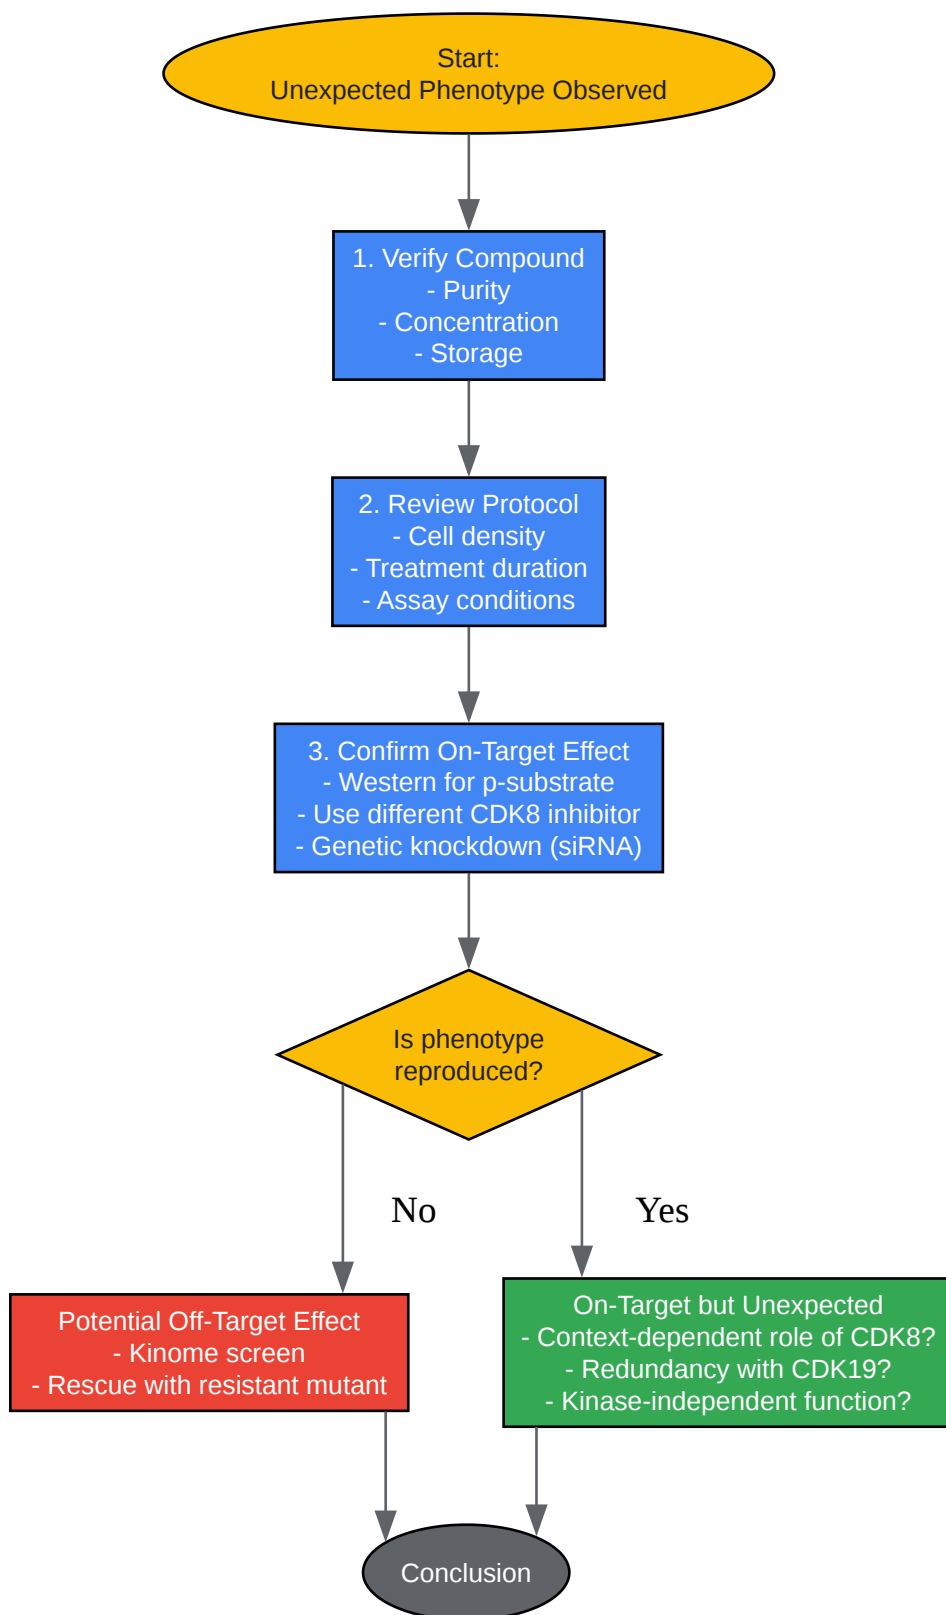 Start:
Unexpected Phenotype Observed
1. Verify Compound
- Purity
- Concentration
- Storage
2. Review Protocol
- Cell density
- Treatment duration
- Assay conditions
3. Confirm On-Target Effect
- Western for p-substrate
- Use different CDK8 inhibitor
- Genetic knockdown (siRNA)
Is phenotype
reproduced?
No
Yes
Potential Off-Target Effect
- Kinome screen
- Rescue with resistant mutant
On-Target but Unexpected
- Context-dependent role of CDK8?
- Redundancy with CDK19?
- Kinase-independent function?
Conclusion